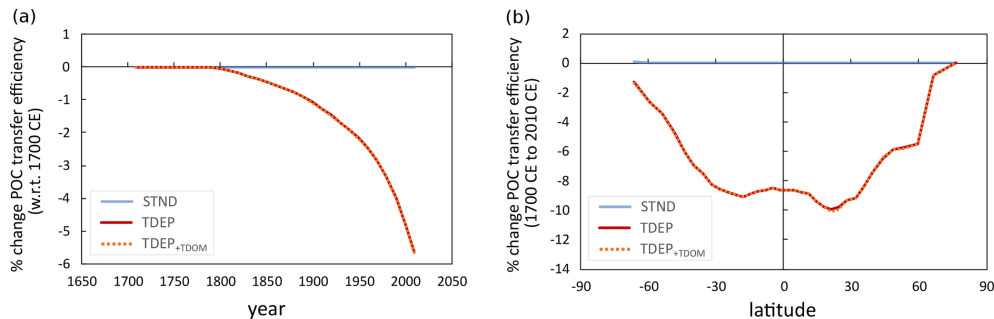 (a)
% change POC transfer efficiency
(w.r.t. 1700 CE)
1
0
-1
-2
-3
-4
-5
-6
1650
1700
1750
1800
1850
1900
1950
2000
2050
year
STND
TDEP
TDEP+TDOM
(b)
% change POC transfer efficiency
(1700 CE to 2010 CE)
2
0
-2
-4
-6
-8
-10
-12
-14
-90
-60
-30
0
30
60
90
latitude
STND
TDEP
TDEP+TDOM